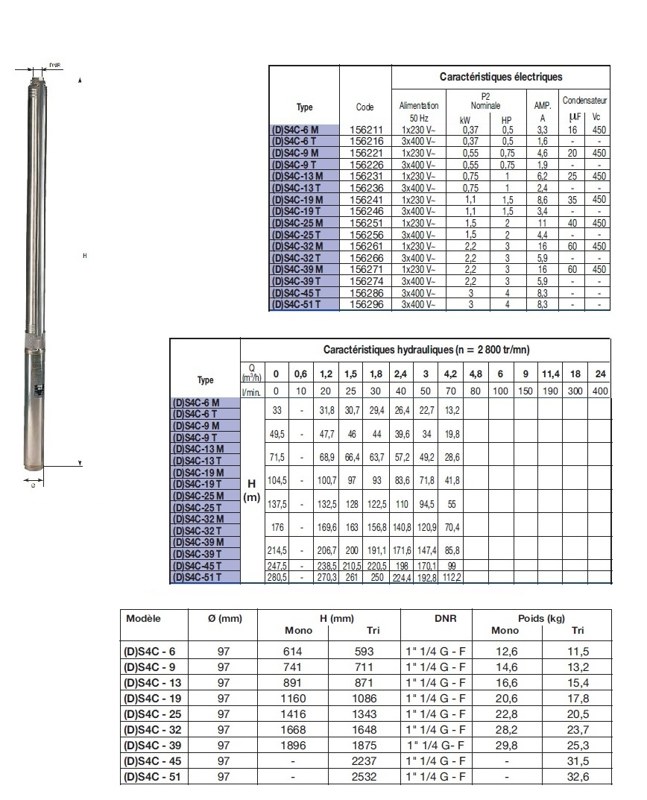 DNR
H
Ø
Caractéristiques électriques
Type Code Alimentation 50 Hz P2 Nominale kW HP AMP. A Condensateur µF Vc
(D)S4C-6 M 156211 1x230 V~ 0,37 0,5 3,3 16 450
(D)S4C-6 T 156216 3x400 V~ 0,37 0,5 1,6 - -
(D)S4C-9 M 156221 1x230 V~ 0,55 0,75 4,6 20 450
(D)S4C-9 T 156226 3x400 V~ 0,55 0,75 1,9 - -
(D)S4C-13 M 156231 1x230 V~ 0,75 1 6,2 25 450
(D)S4C-13 T 156236 3x400 V~ 0,75 1 2,4 - -
(D)S4C-19 M 156241 1x230 V~ 1,1 1,5 8,6 35 450
(D)S4C-19 T 156246 3x400 V~ 1,1 1,5 3,4 - -
(D)S4C-25 M 156251 1x230 V~ 1,5 2 11 40 450
(D)S4C-25 T 156256 3x400 V~ 1,5 2 4,4 - -
(D)S4C-32 M 156261 1x230 V~ 2,2 3 16 60 450
(D)S4C-32 T 156266 3x400 V~ 2,2 3 5,9 - -
(D)S4C-39 M 156271 1x230 V~ 2,2 3 16 60 450
(D)S4C-39 T 156274 3x400 V~ 2,2 3 5,9 - -
(D)S4C-45 T 156286 3x400 V~ 3 4 8,3 - -
(D)S4C-51 T 156296 3x400 V~ 3 4 8,3 - -
Caractéristiques hydrauliques (n = 2 800 tr/mn)
Type
Q (m³/h) 0 0,6 1,2 1,5 1,8 2,4 3 4,2 4,8 6 9 11,4 18 24
l/min. 0 10 20 25 30 40 50 70 80 100 150 190 300 400
H (m)
(D)S4C-6 M
(D)S4C-6 T 33 - 31,8 30,7 29,4 26,4 22,7 13,2
(D)S4C-9 M
(D)S4C-9 T 49,5 - 47,7 46 44 39,6 34 19,8
(D)S4C-13 M
(D)S4C-13 T 71,5 - 68,9 66,4 63,7 57,2 49,2 28,6
(D)S4C-19 M
(D)S4C-19 T 104,5 - 100,7 97 93 83,6 71,8 41,8
(D)S4C-25 M
(D)S4C-25 T 137,5 - 132,5 128 122,5 110 94,5 55
(D)S4C-32 M
(D)S4C-32 T 176 - 169,6 163 156,8 140,8 120,9 70,4
(D)S4C-39 M
(D)S4C-39 T 214,5 - 206,7 200 191,1 171,6 147,4 85,8
(D)S4C-45 T 247,5 - 238,5 210,5 220,5 198 170,1 99
(D)S4C-51 T 280,5 - 270,3 261 250 224,4 192,8 112,2
Modèle Ø (mm) H (mm) DNR Poids (kg)
Mono Tri Mono Tri
(D)S4C - 6 97 614 593 1" 1/4 G - F 12,6 11,5
(D)S4C - 9 97 741 711 1" 1/4 G - F 14,6 13,2
(D)S4C - 13 97 891 871 1" 1/4 G - F 16,6 15,4
(D)S4C - 19 97 1160 1086 1" 1/4 G - F 20,6 17,8
(D)S4C - 25 97 1416 1343 1" 1/4 G - F 22,8 20,5
(D)S4C - 32 97 1668 1648 1" 1/4 G - F 28,2 23,7
(D)S4C - 39 97 1896 1875 1" 1/4 G- F 29,8 25,3
(D)S4C - 45 97 - 2237 1" 1/4 G - F - 31,5
(D)S4C - 51 97 - 2532 1" 1/4 G - F - 32,6